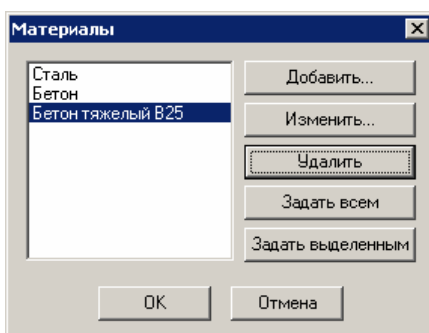 Материалы
Сталь
Бетон
Бетон тяжелый В25
Добавить...
Изменить...
Удалить
Задать всем
Задать выделенным
OK
Отмена